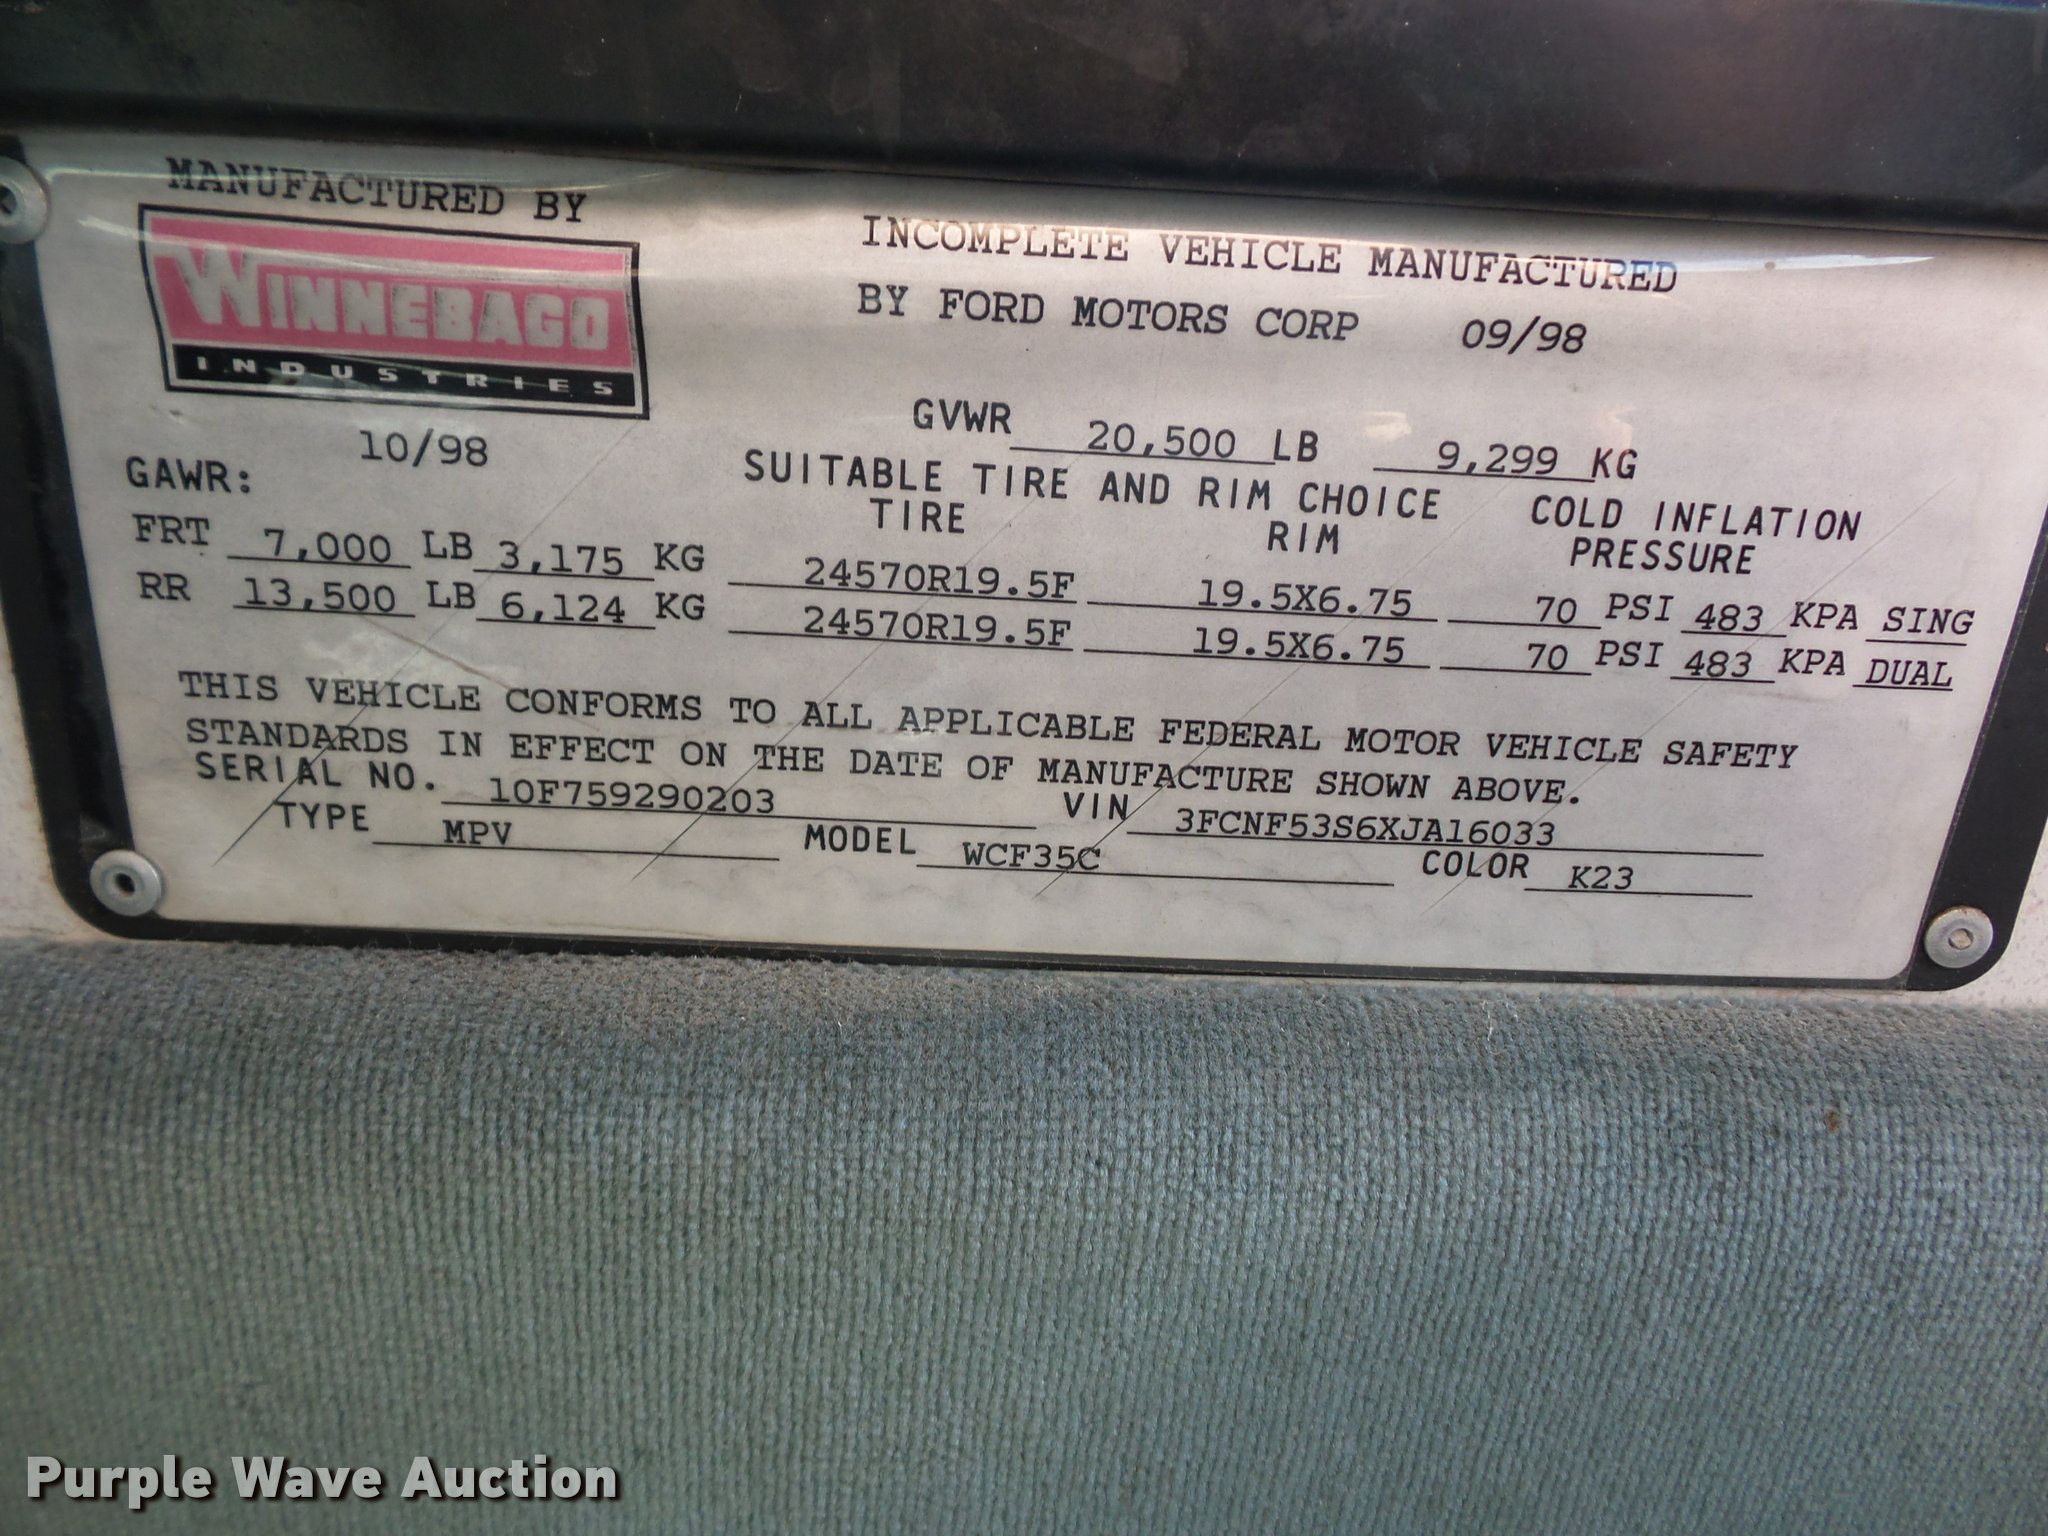 MANUFACTURED BY
WINNEBAGO
INDUSTRIES
10/98
INCOMPLETE VEHICLE MANUFACTURED
BY FORD MOTORS CORP 09/98
GVWR 20,500 LB 9,299 KG
GAWR:
SUITABLE TIRE AND RIM CHOICE
TIRE RIM
COLD INFLATION
PRESSURE
FRT 7,000 LB 3,175 KG 24570R19.5F 19.5X6.75 70 PSI 483 KPA SING
RR 13,500 LB 6,124 KG 24570R19.5F 19.5X6.75 70 PSI 483 KPA DUAL
THIS VEHICLE CONFORMS TO ALL APPLICABLE FEDERAL MOTOR VEHICLE SAFETY
STANDARDS IN EFFECT ON THE DATE OF MANUFACTURE SHOWN ABOVE.
SERIAL NO. 10F759290203 VIN 3FCNF53S6XJA16033
TYPE MPV MODEL WCF35C COLOR K23
Purple Wave Auction